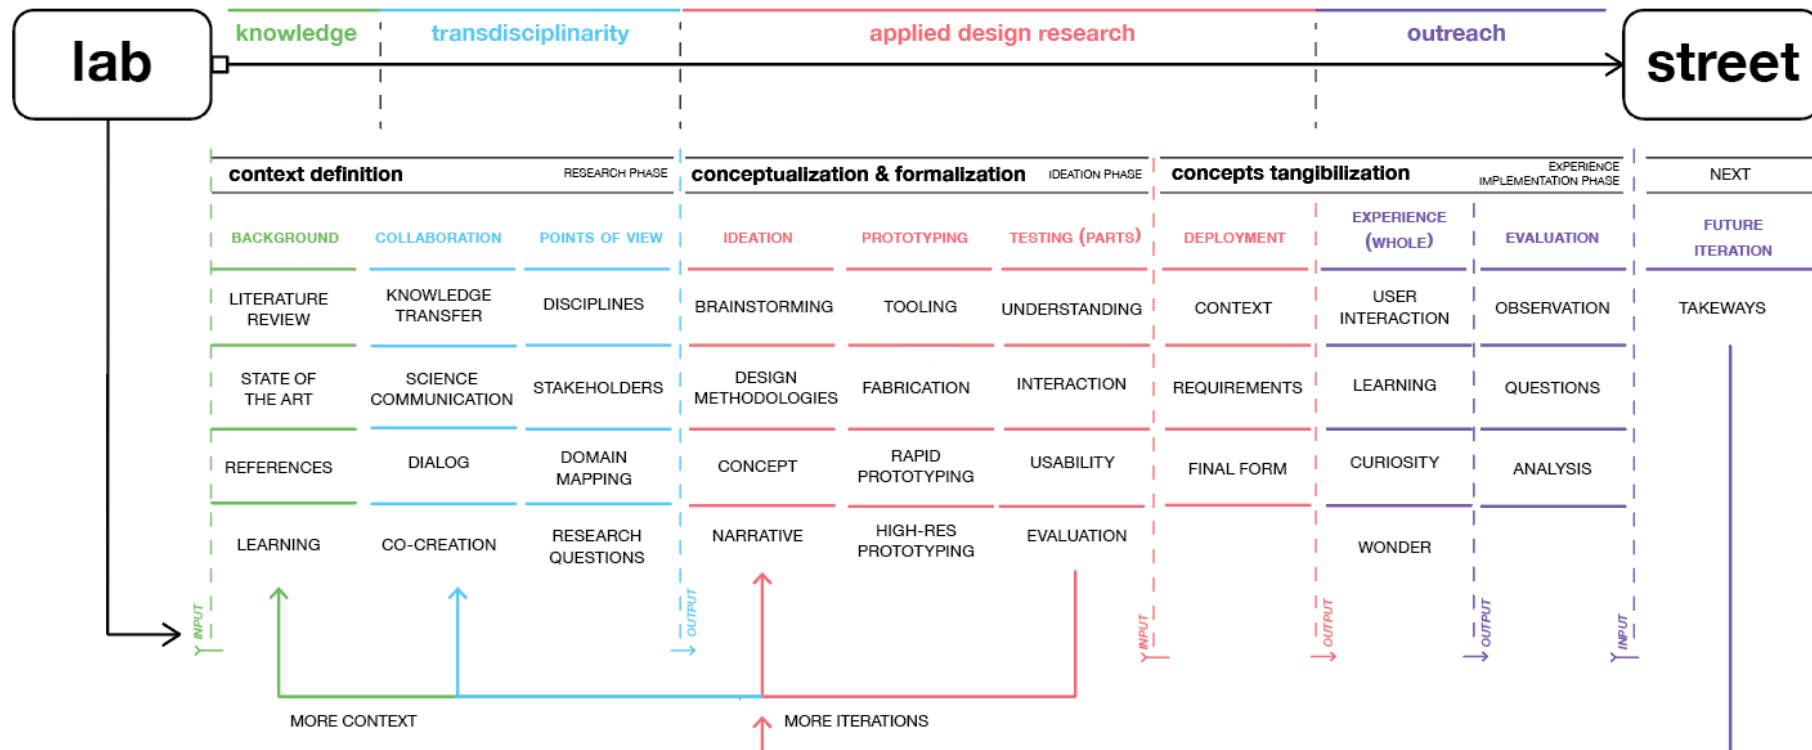 knowledge
transdisciplinarity
applied design research
outreach
lab
street
context definition
RESEARCH PHASE
conceptualization & formalization
IDEATION PHASE
concepts tangibilization
EXPERIENCE
IMPLEMENTATION PHASE
NEXT
BACKGROUND
COLLABORATION
POINTS OF VIEW
IDEATION
PROTOTYPING
TESTING (PARTS)
DEPLOYMENT
EXPERIENCE
(WHOLE)
EVALUATION
FUTURE
ITERATION
LITERATURE
REVIEW
KNOWLEDGE
TRANSFER
DISCIPLINES
BRAINSTORMING
TOOLING
UNDERSTANDING
CONTEXT
USER
INTERACTION
OBSERVATION
TAKEWAYS
STATE OF
THE ART
SCIENCE
COMMUNICATION
STAKEHOLDERS
DESIGN
METHODOLOGIES
FABRICATION
INTERACTION
REQUIREMENTS
LEARNING
QUESTIONS
REFERENCES
DIALOG
DOMAIN
MAPPING
CONCEPT
RAPID
PROTOTYPING
USABILITY
FINAL FORM
CURIOSITY
ANALYSIS
LEARNING
CO-CREATION
RESEARCH
QUESTIONS
NARRATIVE
HIGH-RES
PROTOTYPING
EVALUATION
WONDER
INPUT
OUTPUT
INPUT
OUTPUT
OUTPUT
INPUT
MORE CONTEXT
MORE ITERATIONS